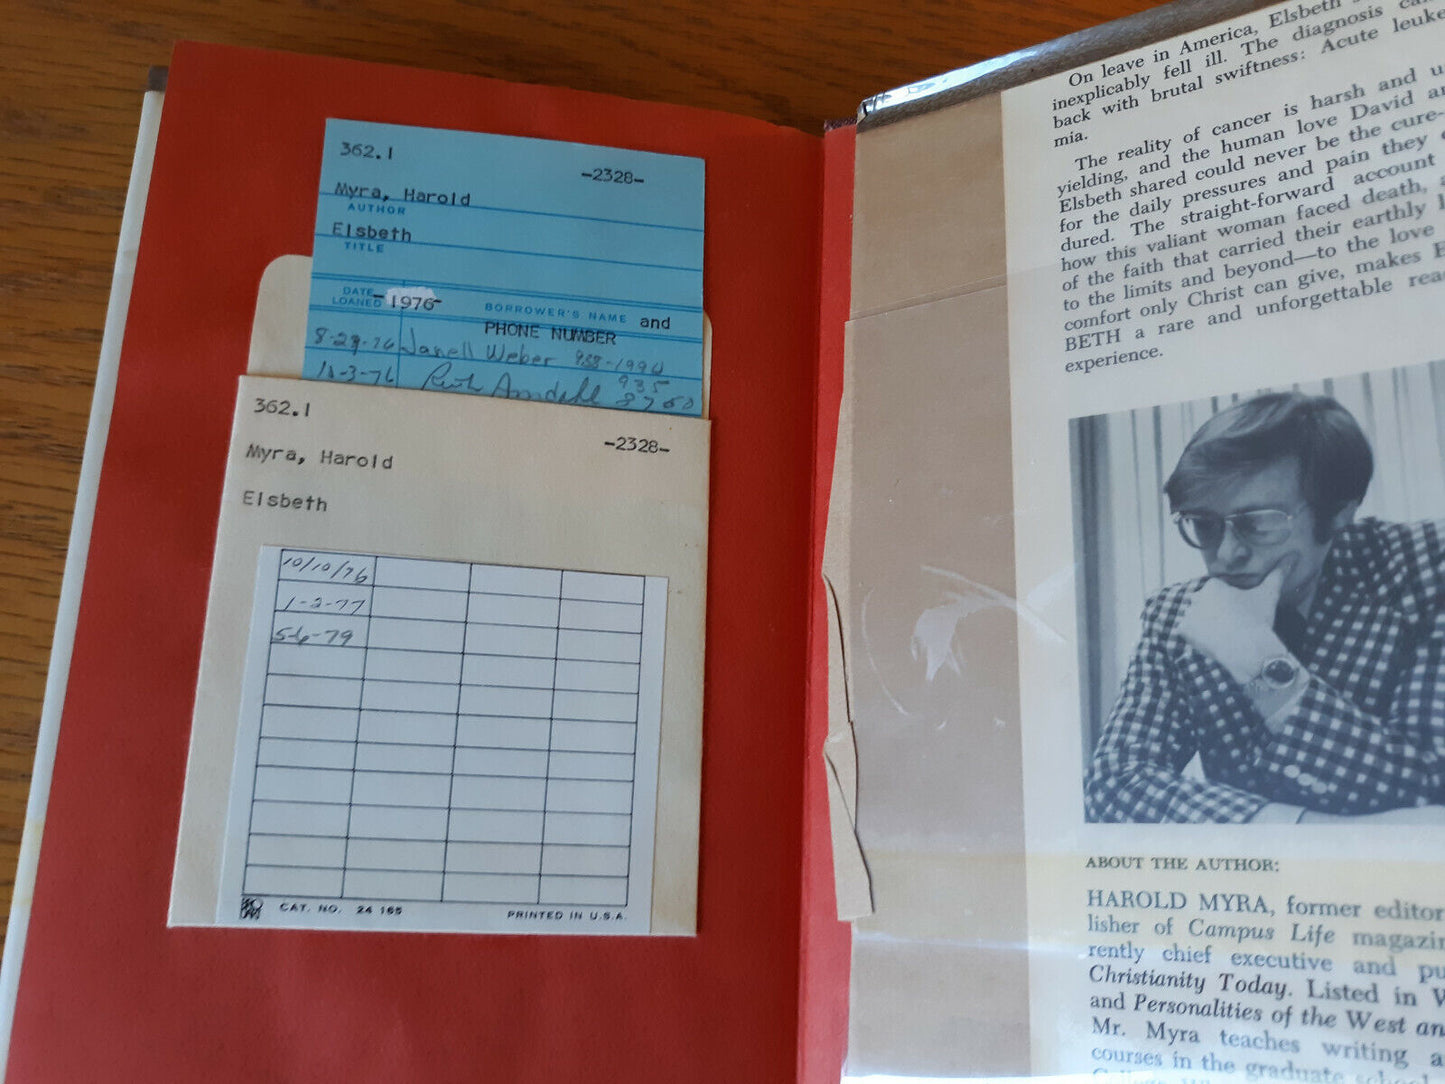 362.1
-2328-
Myra, Harold
AUTHOR
Elsbeth
TITLE
DATE LOANED
-1976-
BORROWER'S NAME and
PHONE NUMBER
Janell Weber
11-3-76 Ruth
935
8760
362.1
-2328-
Myra, Harold
Elsbeth
10/10/76
1-2-77
5-6-79
CAT. NO. 24 165
PRINTED IN U.S.A.
On leave in America, Elsbeth
inexplicably fell ill. The diagnosis
back with brutal swiftness: Acute leuke-
mia.
The reality of cancer is harsh and
yielding, and the human love David
Elsbeth shared could never be the cure-
for the daily pressures and pain they
dured. The straight-forward account
how this valiant woman faced death,
of the faith that carried their earthly
to the limits and beyond—to the love
comfort only Christ can give, makes
BETH a rare and unforgettable
experience.
ABOUT THE AUTHOR:
HAROLD MYRA, former editor
lisher of Campus Life
rently chief executive and
Christianity Today. Listed in
and Personalities of the West
Mr. Myra teaches writing
courses in the graduate